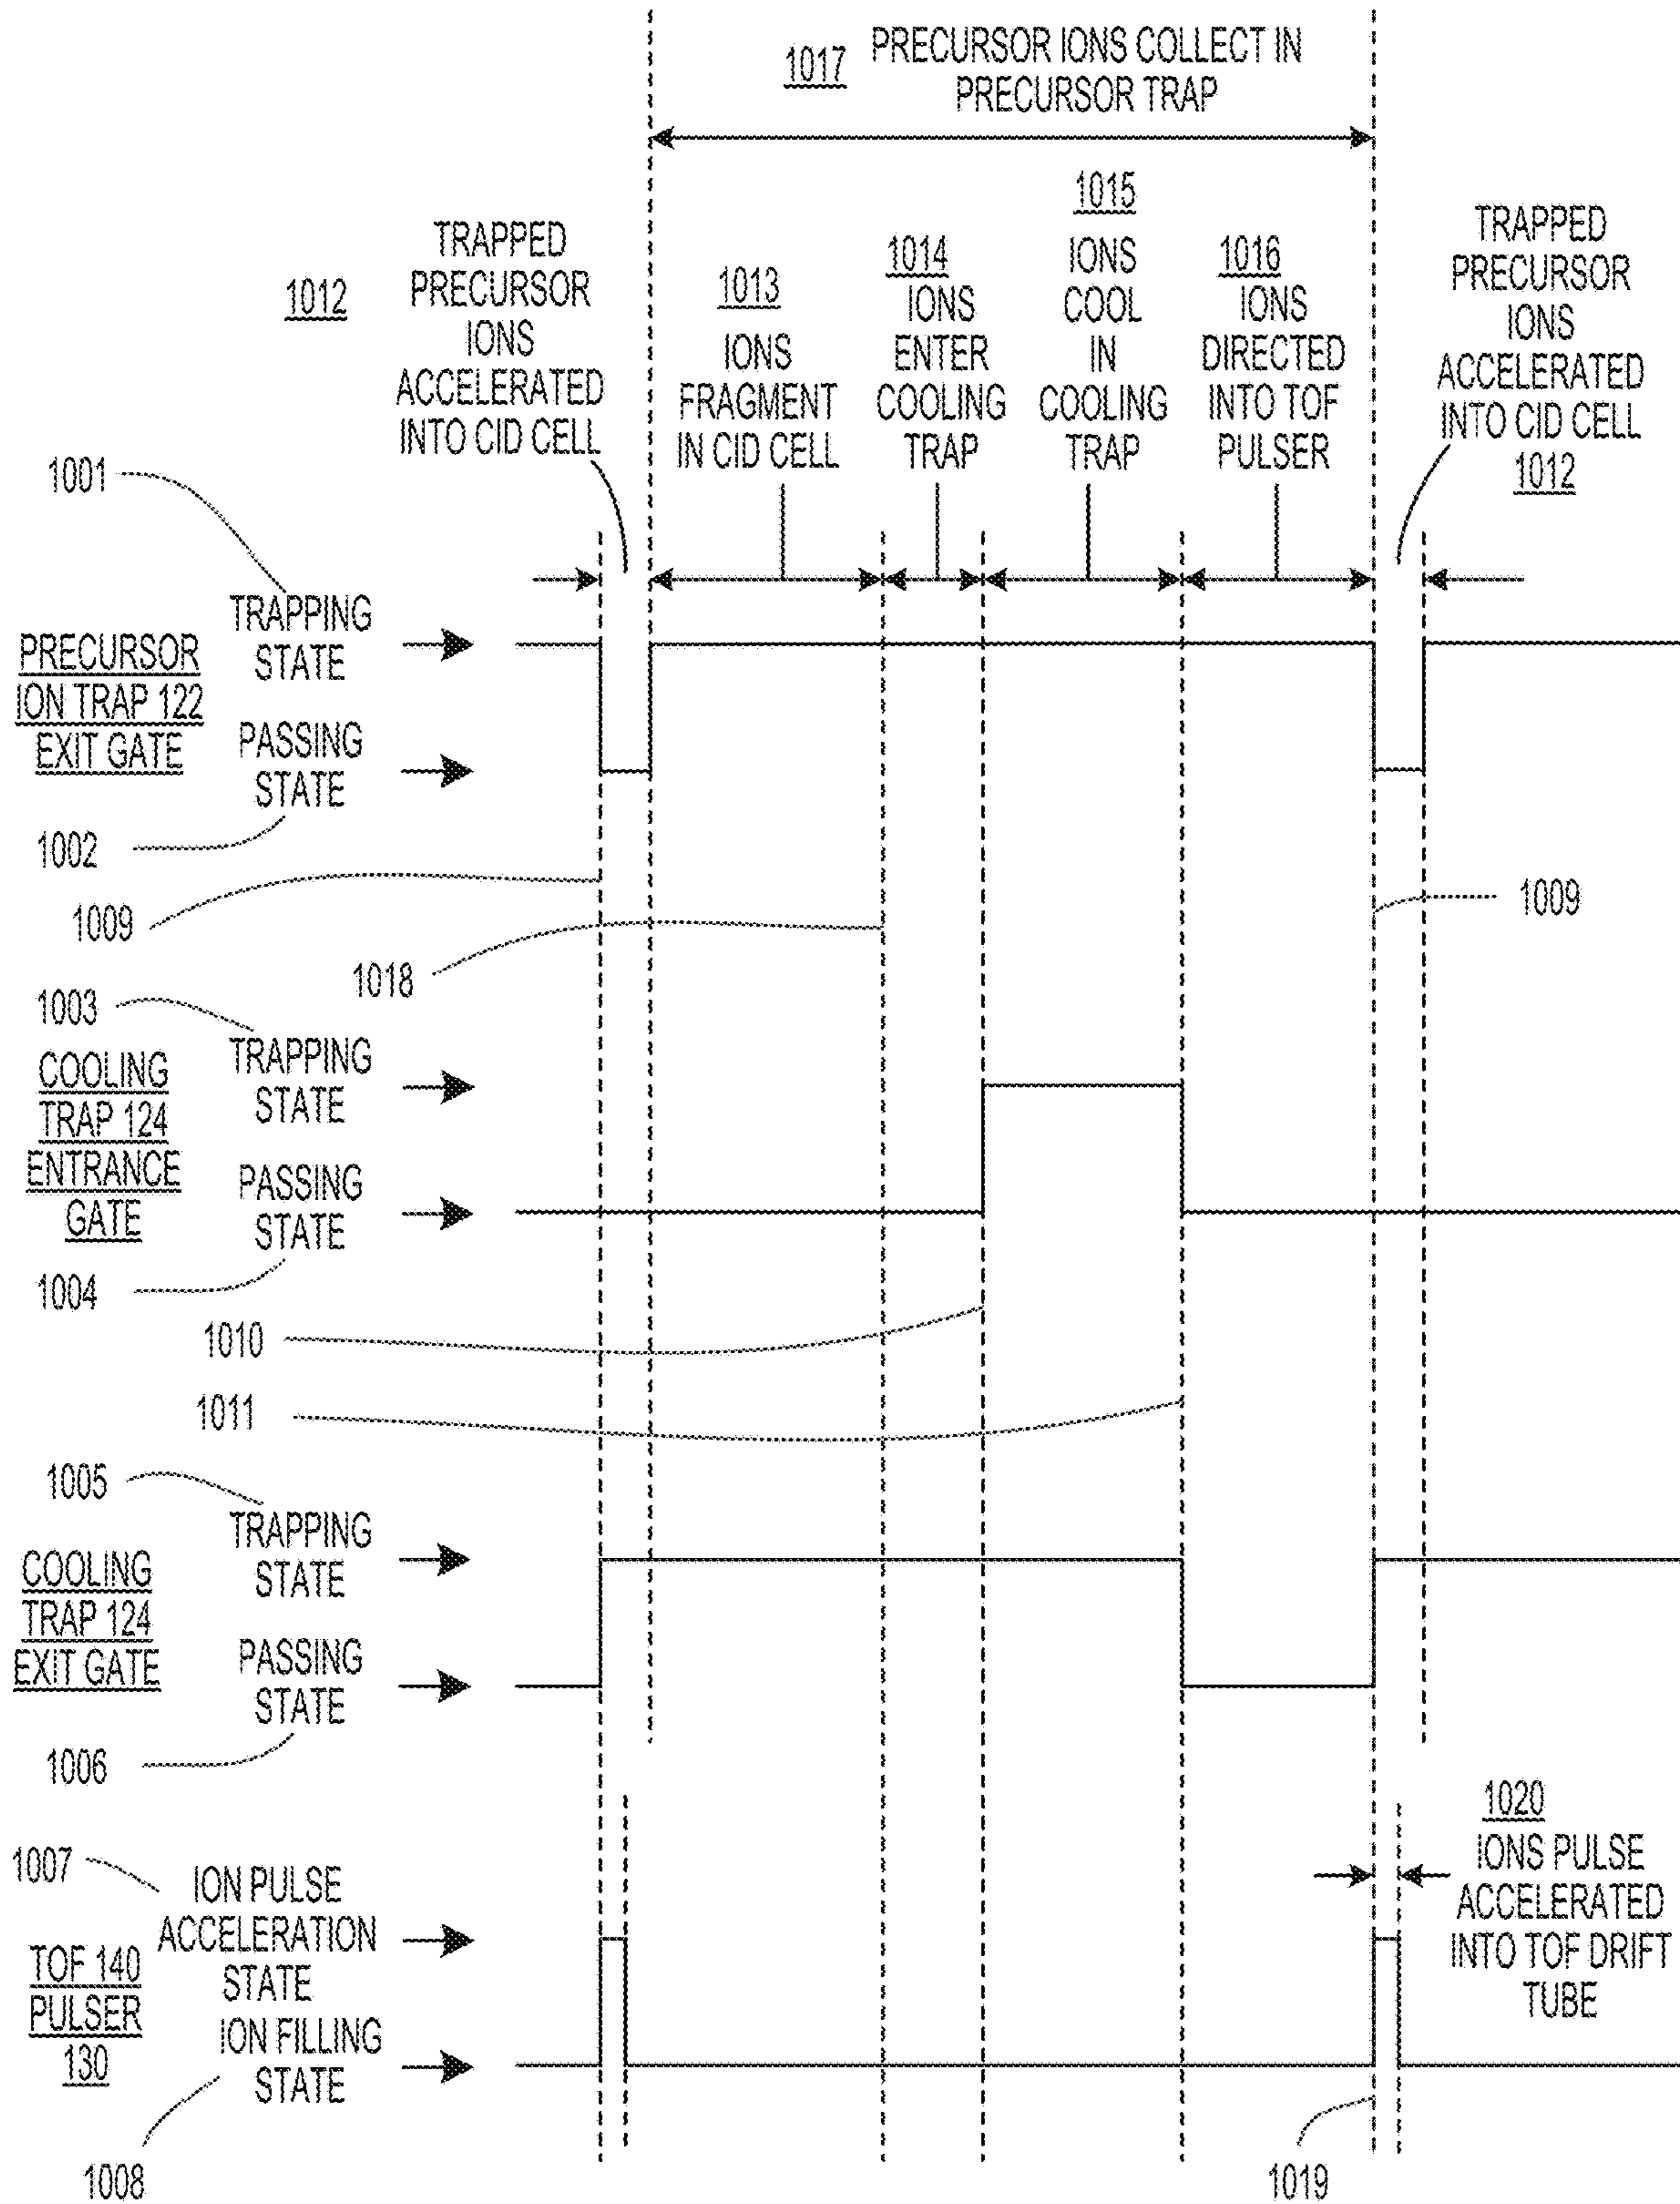 1017
PRECURSOR IONS COLLECT IN
PRECURSOR TRAP
1012
TRAPPED
PRECURSOR
IONS
ACCELERATED
INTO CID CELL
1013
IONS
FRAGMENT
IN CID CELL
1014
IONS
ENTER
COOLING
TRAP
1015
IONS
COOL
IN
COOLING
TRAP
1016
IONS
DIRECTED
INTO TOF
PULSER
TRAPPED
PRECURSOR
IONS
ACCELERATED
INTO CID CELL
1012
1001
TRAPPING
STATE
PRECURSOR
ION TRAP 122
EXIT GATE
PASSING
STATE
1002
1009
1009
1018
1003
TRAPPING
STATE
COOLING
TRAP 124
ENTRANCE
GATE
PASSING
STATE
1004
1010
1011
1005
TRAPPING
STATE
COOLING
TRAP 124
EXIT GATE
PASSING
STATE
1006
1007
ION PULSE
ACCELERATION
STATE
TOF 140
PULSER
130
ION FILLING
STATE
1008
1020
IONS PULSE
ACCELERATED
INTO TOF DRIFT
TUBE
1019